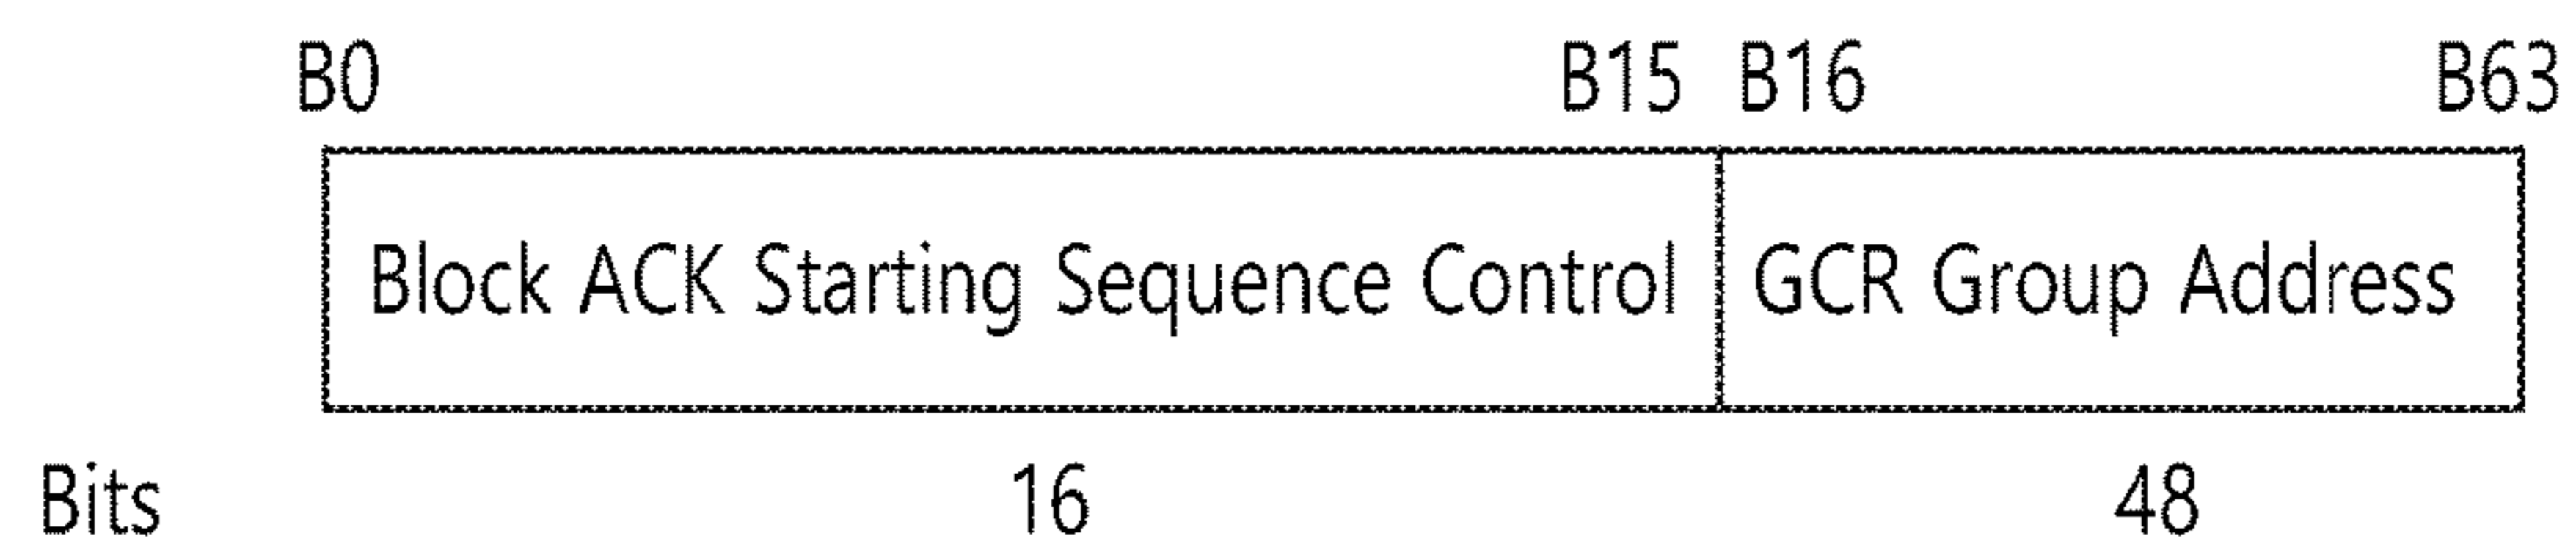 B0 B15 B16 B63
Block ACK Starting Sequence Control GCR Group Address
Bits 16 48